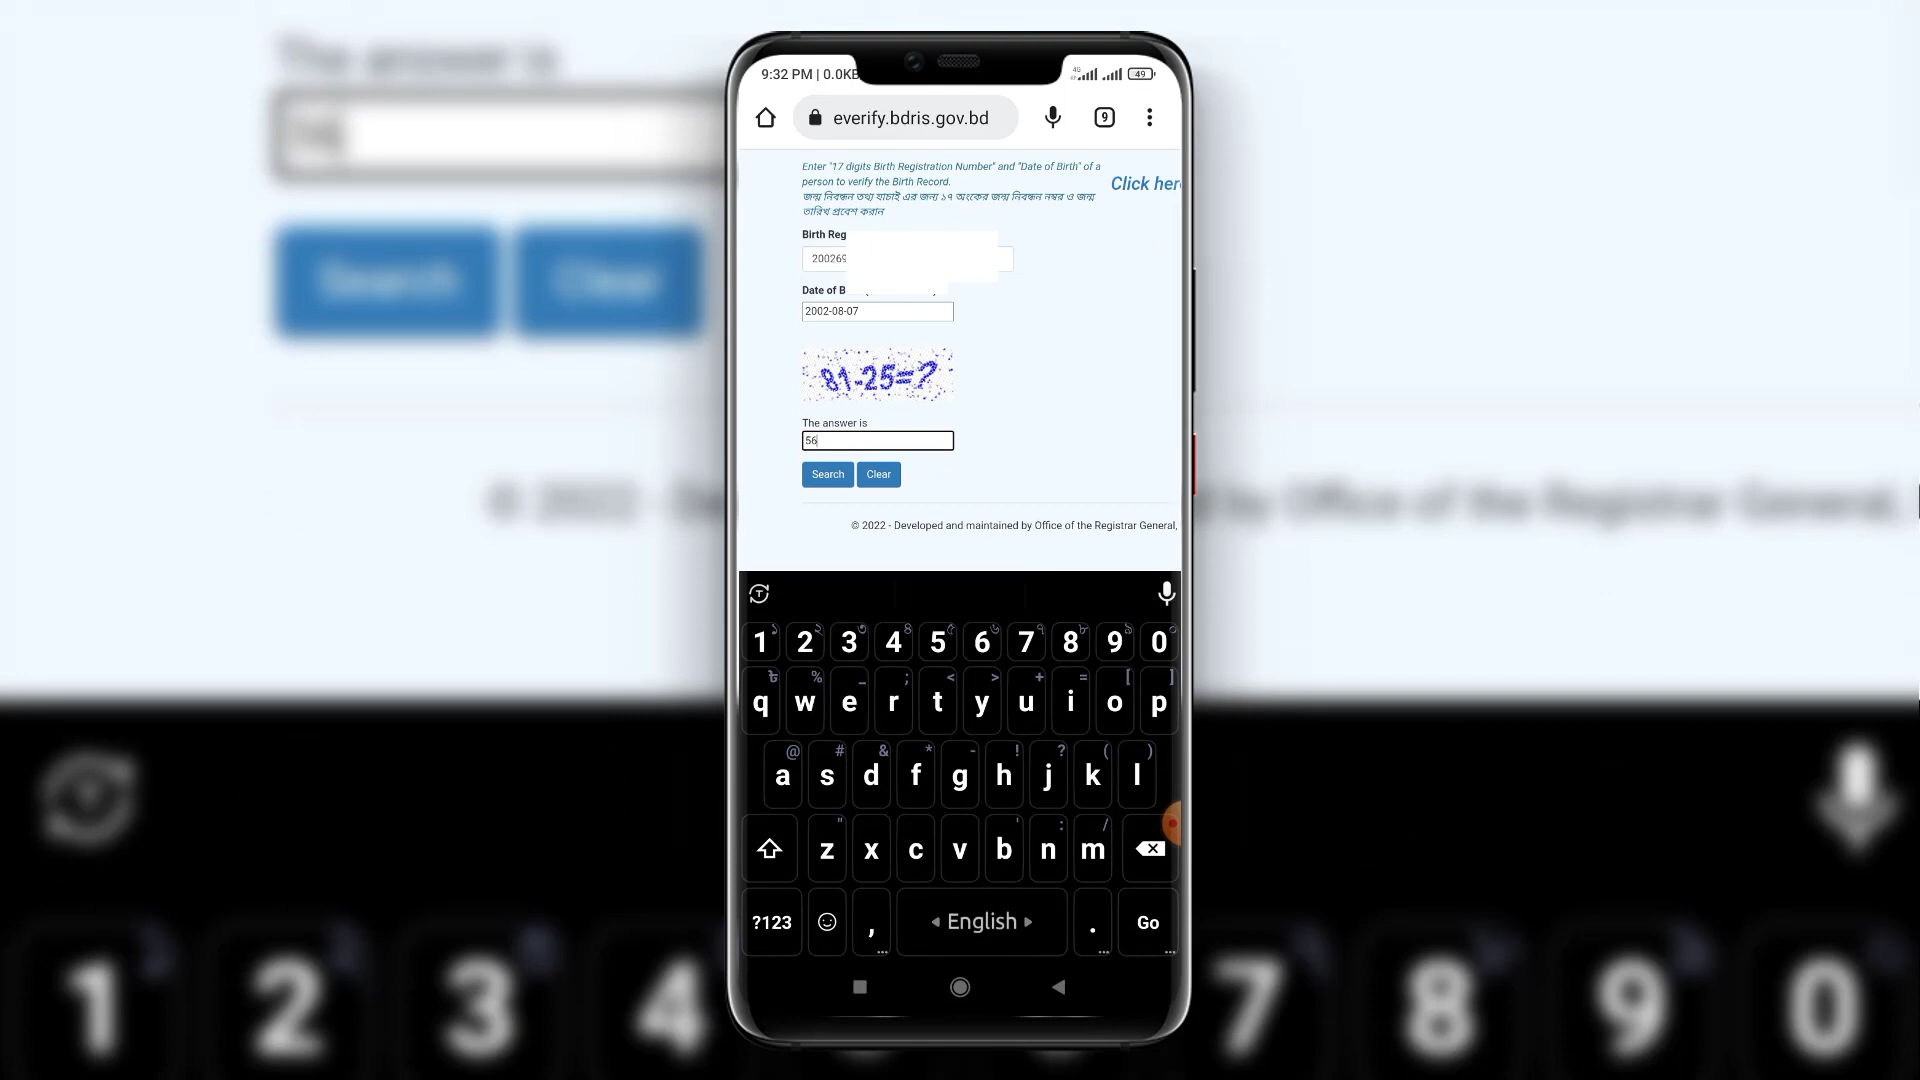 The answer is
9:32 PM | 0.0KB
49
everify.bdris.gov.bd
9
Enter "17 digits Birth Registration Number" and "Date of Birth" of a
person to verify the Birth Record.
Click her
জন্ম নিবন্ধন তথ্য যাচাই এর জন্য ১৭ অংকের জন্ম নিবন্ধন নম্বর ও জন্ম
তারিখ প্রবেশ করান
Birth Reg
200269
Date of B
2002-08-07
81-25=?
The answer is
56
Search Clear
Search Clear
© 2022 - Developed and maintained by Office of the Registrar General,
© 2022 - De
d by Office of the Registrar General,
1 2 3 4 5 6 7 8 9 0
q w e r t y u i o p
a s d f g h j k l
z x c v b n m
?123 , English . Go
1 2 3 4 7 8 9 0